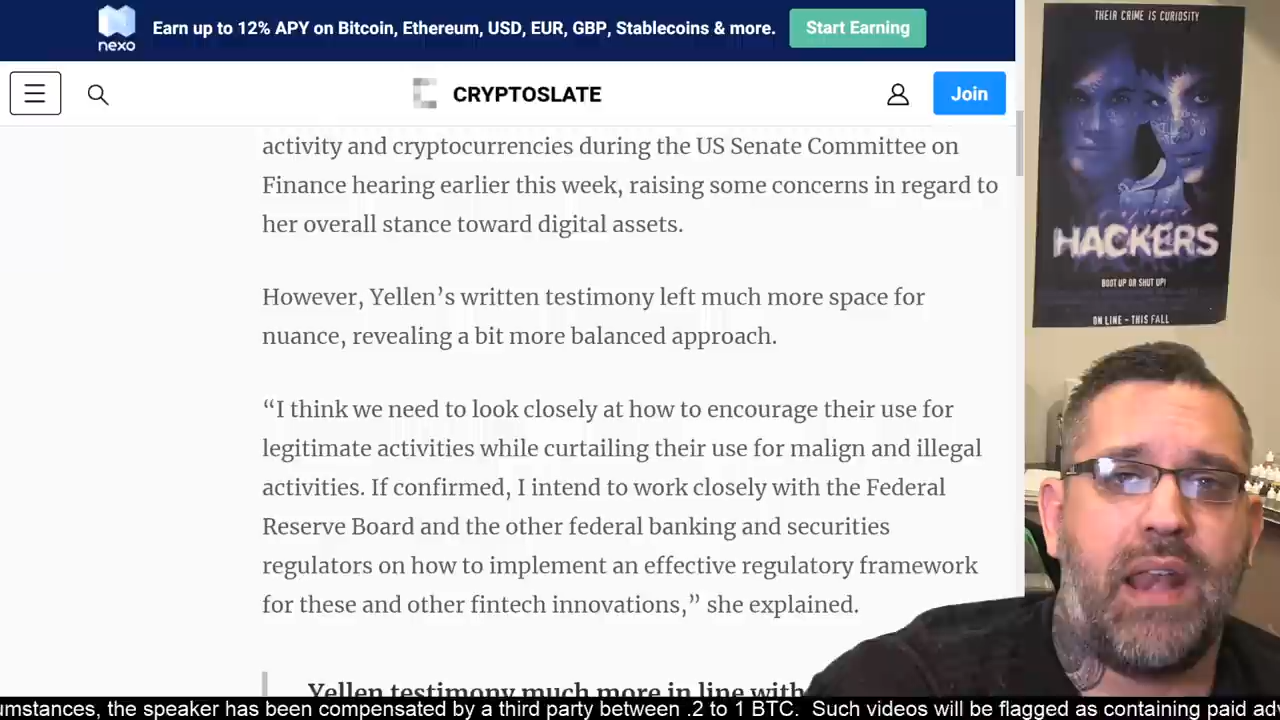 nexo
Earn up to 12% APY on Bitcoin, Ethereum, USD, EUR, GBP, Stablecoins & more.
Start Earning
CRYPTOSLATE
Join
activity and cryptocurrencies during the US Senate Committee on
Finance hearing earlier this week, raising some concerns in regard to
her overall stance toward digital assets.
However, Yellen’s written testimony left much more space for
nuance, revealing a bit more balanced approach.
“I think we need to look closely at how to encourage their use for
legitimate activities while curtailing their use for malign and illegal
activities. If confirmed, I intend to work closely with the Federal
Reserve Board and the other federal banking and securities
regulators on how to implement an effective regulatory framework
for these and other fintech innovations,” she explained.
Yellen testimony much more in line with
THEIR CRIME IS CURIOSITY
HACKERS
BOOT UP OR SHUT UP!
ON LINE - THIS FALL
umstances, the speaker has been compensated by a third party between .2 to 1 BTC. Such videos will be flagged as containing paid ad